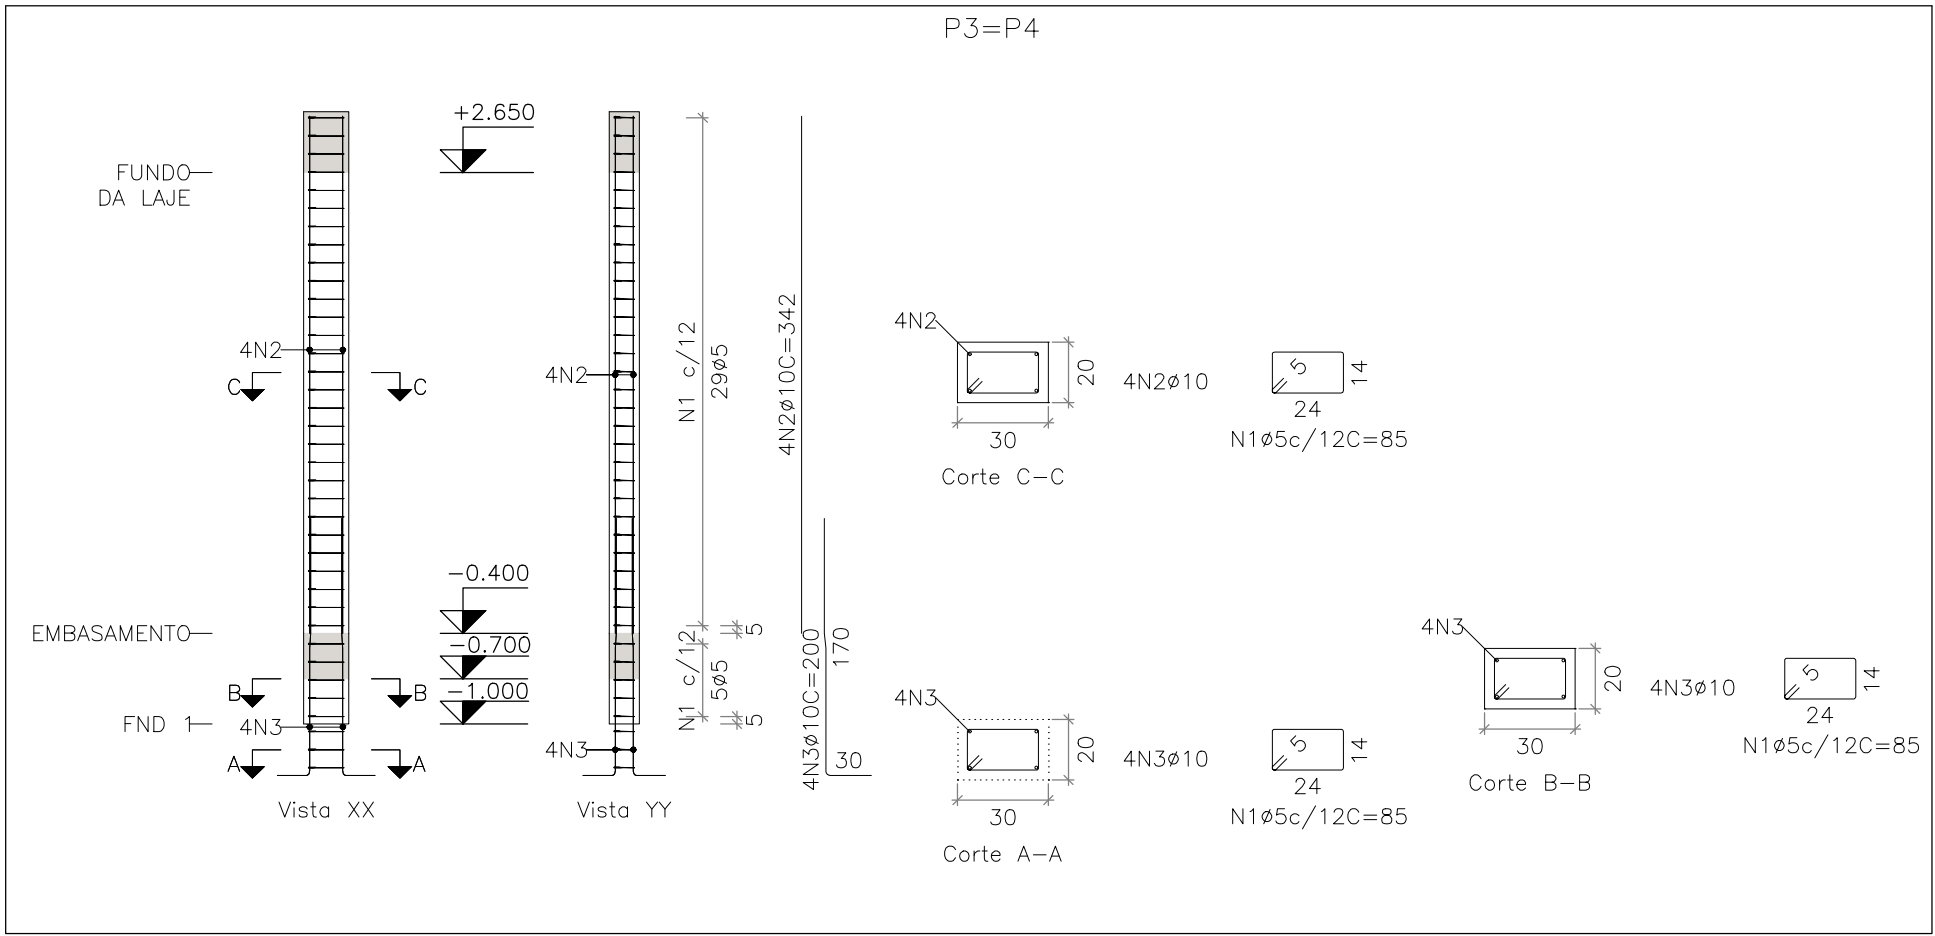 P3=P4
+2.650
FUNDO
DA LAJE
4N2
C
C
-0.400
EMBASAMENTO
-0.700
B
B
-1.000
FND 1
4N3
A
A
Vista XX
4N2
4N3
Vista YY
N1 c/12
29ø5
5
N1 c/12
5ø5
5
4N2ø10C=342
4N3ø10C=200
170
30
4N2
20
30
4N2ø10
5
14
24
N1ø5c/12C=85
Corte C-C
4N3
20
30
4N3ø10
5
14
24
N1ø5c/12C=85
Corte A-A
4N3
20
30
4N3ø10
5
14
24
N1ø5c/12C=85
Corte B-B